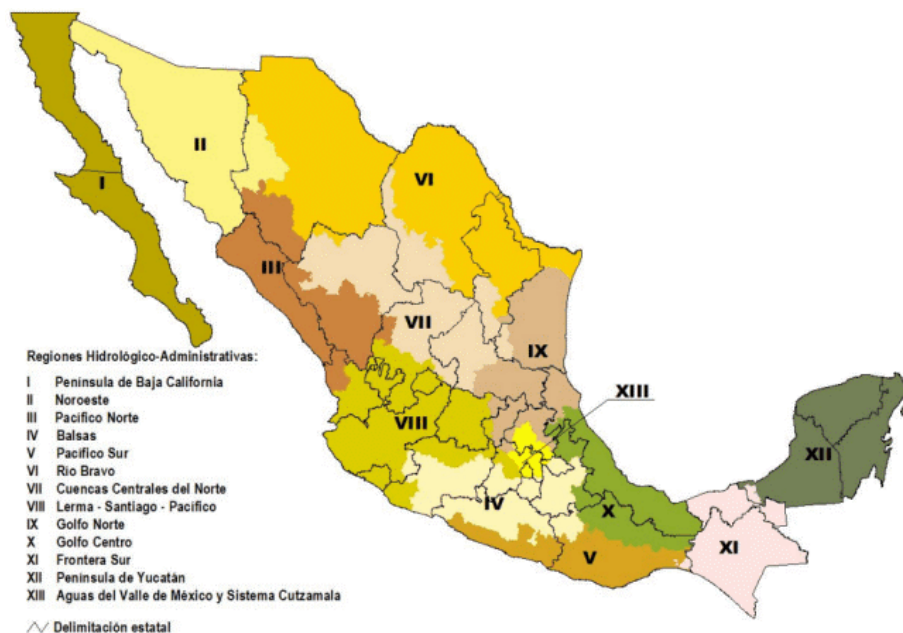 II
VI
I
III
VII
IX
XIII
VIII
XII
IV
X
XI
V
Regiones Hidrológico-Administrativas:
I Península de Baja California
II Noroeste
III Pacífico Norte
IV Balsas
V Pacífico Sur
VI Río Bravo
VII Cuencas Centrales del Norte
VIII Lerma - Santiago - Pacífico
IX Golfo Norte
X Golfo Centro
XI Frontera Sur
XII Península de Yucatán
XIII Aguas del Valle de México y Sistema Cutzamala
Delimitación estatal